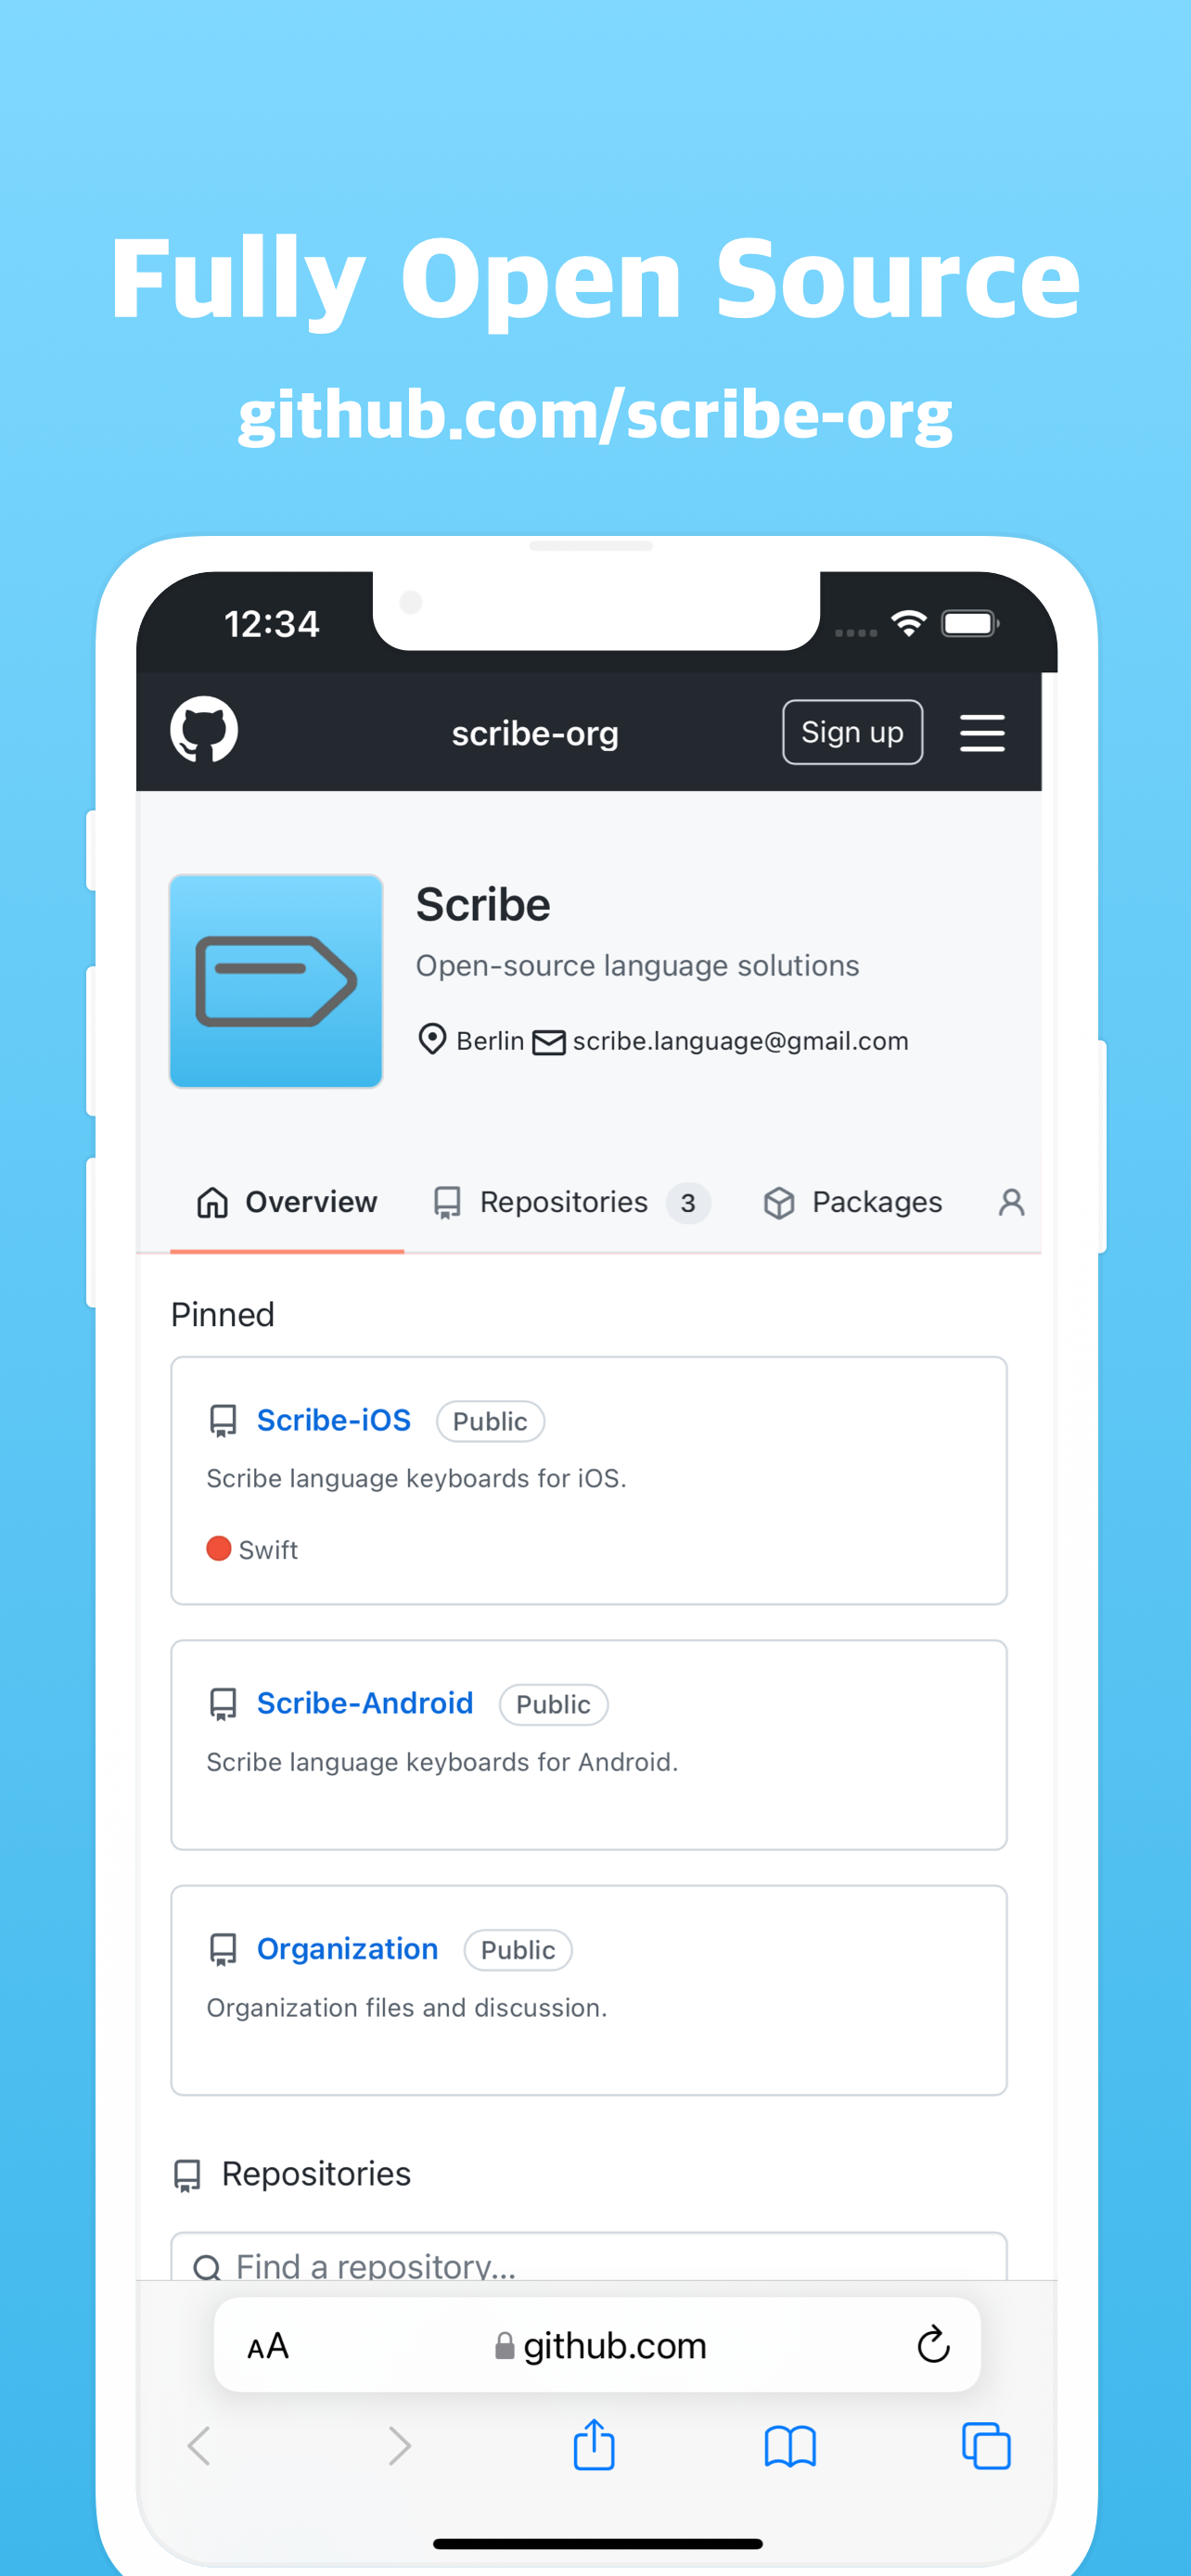 Fully Open Source
github.com/scribe-org
12:34
scribe-org
Sign up
Scribe
Open-source language solutions
Berlin scribe.language@gmail.com
Overview Repositories 3 Packages
Pinned
Scribe-iOS Public
Scribe language keyboards for iOS.
Swift
Scribe-Android Public
Scribe language keyboards for Android.
Organization Public
Organization files and discussion.
Repositories
Find a repository...
AA github.com